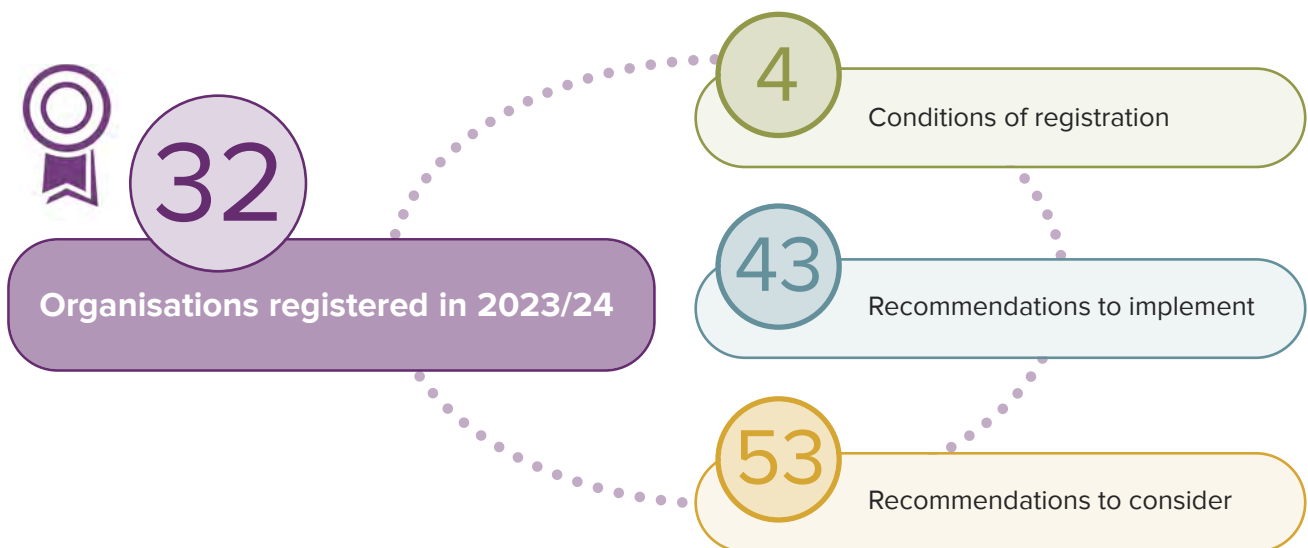 32
Organisations registered in 2023/24
4
Conditions of registration
43
Recommendations to implement
53
Recommendations to consider